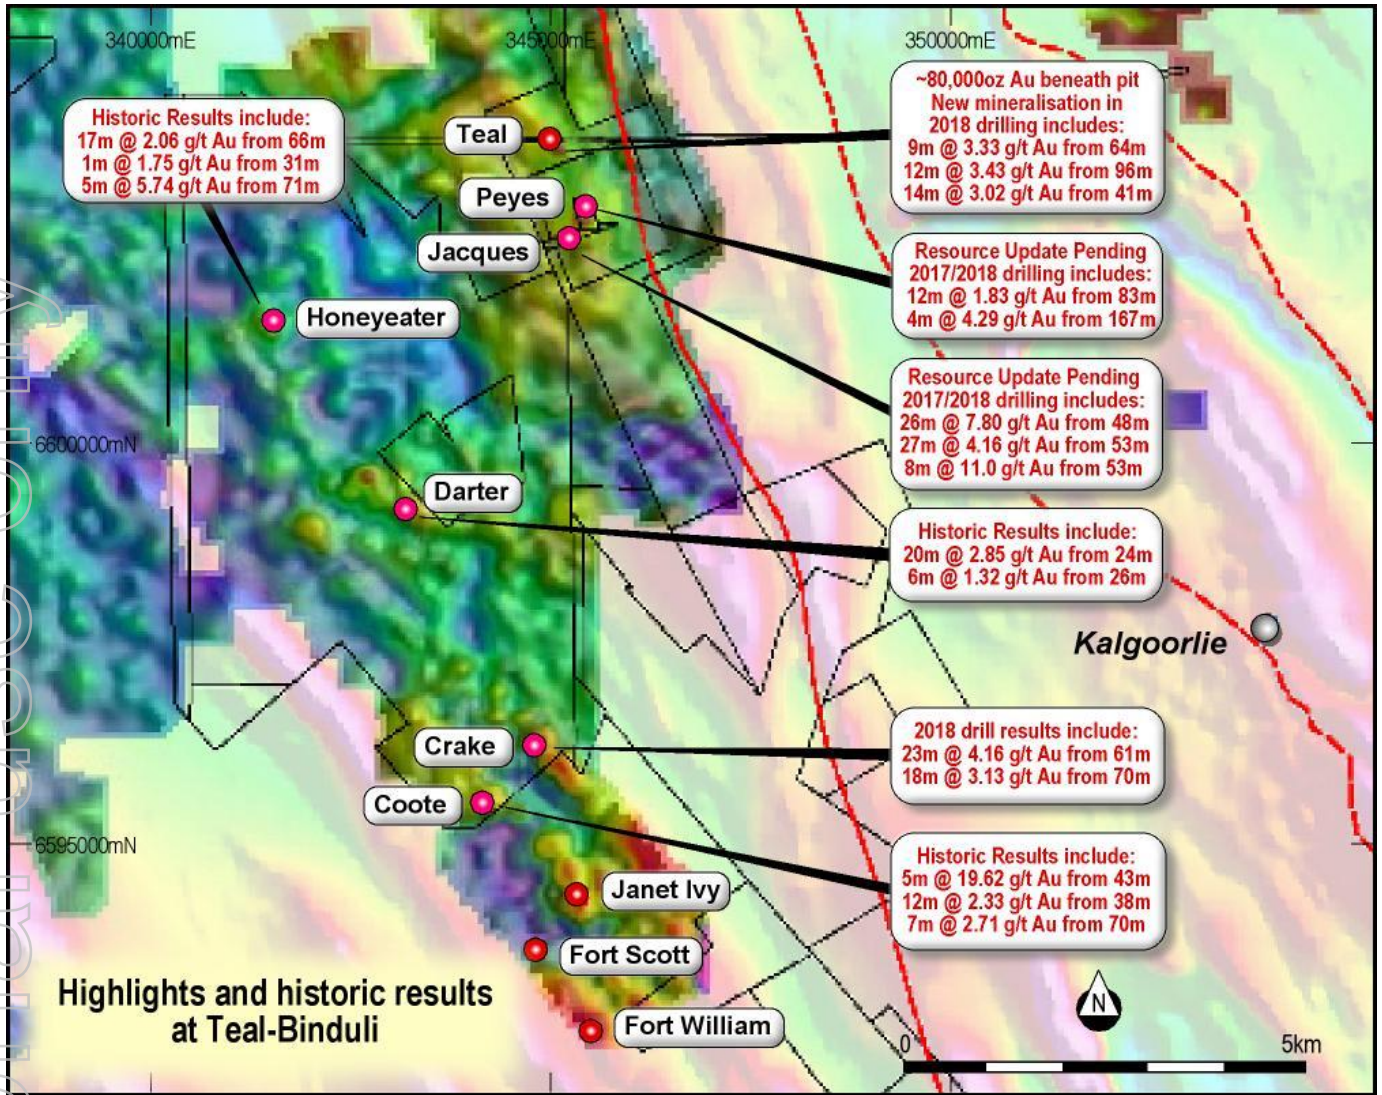 340000mE
345000mE
350000mE
Historic Results include:
17m @ 2.06 g/t Au from 66m
1m @ 1.75 g/t Au from 31m
5m @ 5.74 g/t Au from 71m
Teal
~80,000oz Au beneath pit
New mineralisation in
2018 drilling includes:
9m @ 3.33 g/t Au from 64m
12m @ 3.43 g/t Au from 96m
14m @ 3.02 g/t Au from 41m
Peyes
Jacques
Resource Update Pending
2017/2018 drilling includes:
12m @ 1.83 g/t Au from 83m
4m @ 4.29 g/t Au from 167m
Honeyeater
Resource Update Pending
2017/2018 drilling includes:
26m @ 7.80 g/t Au from 48m
27m @ 4.16 g/t Au from 53m
8m @ 11.0 g/t Au from 53m
6600000mN
Darter
Historic Results include:
20m @ 2.85 g/t Au from 24m
6m @ 1.32 g/t Au from 26m
Kalgoorlie
Crake
2018 drill results include:
23m @ 4.16 g/t Au from 61m
18m @ 3.13 g/t Au from 70m
Coote
6595000mN
Historic Results include:
5m @ 19.62 g/t Au from 43m
12m @ 2.33 g/t Au from 38m
7m @ 2.71 g/t Au from 70m
Janet Ivy
Fort Scott
Fort William
Highlights and historic results
at Teal-Binduli
N
0
5km